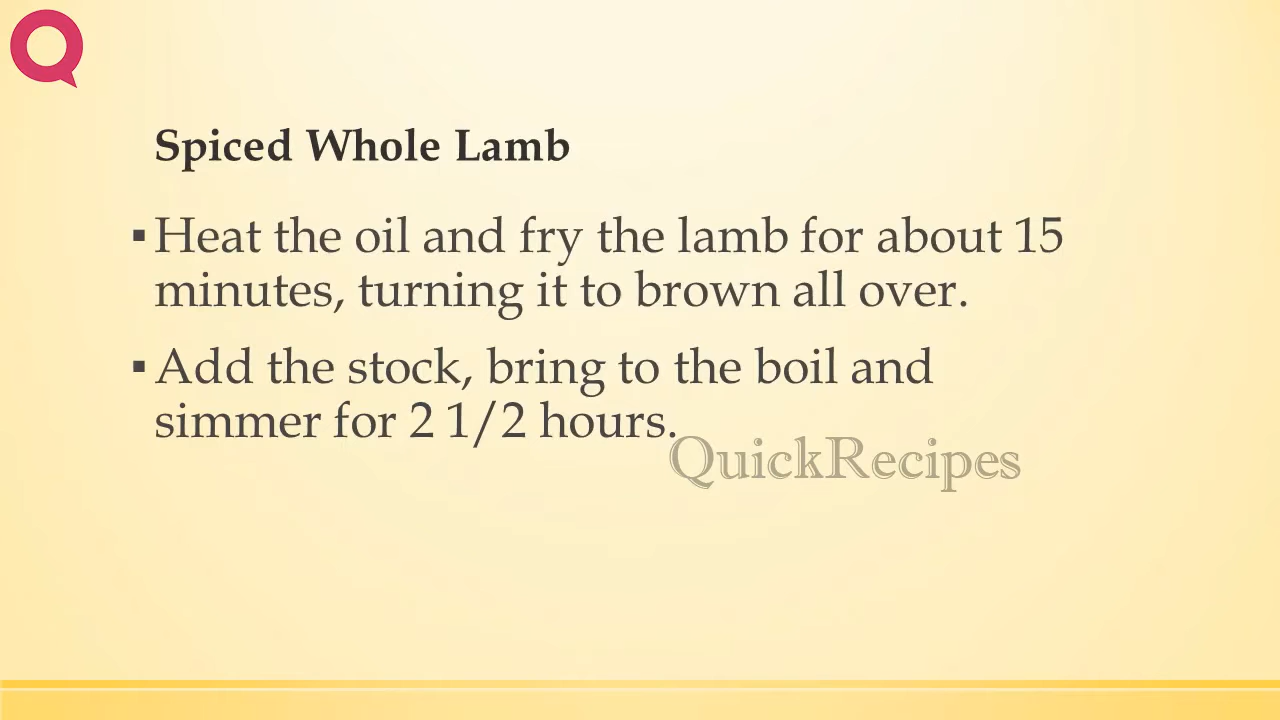 Spiced Whole Lamb
▪ Heat the oil and fry the lamb for about 15
minutes, turning it to brown all over.
▪ Add the stock, bring to the boil and
simmer for 2 1/2 hours.
QuickRecipes